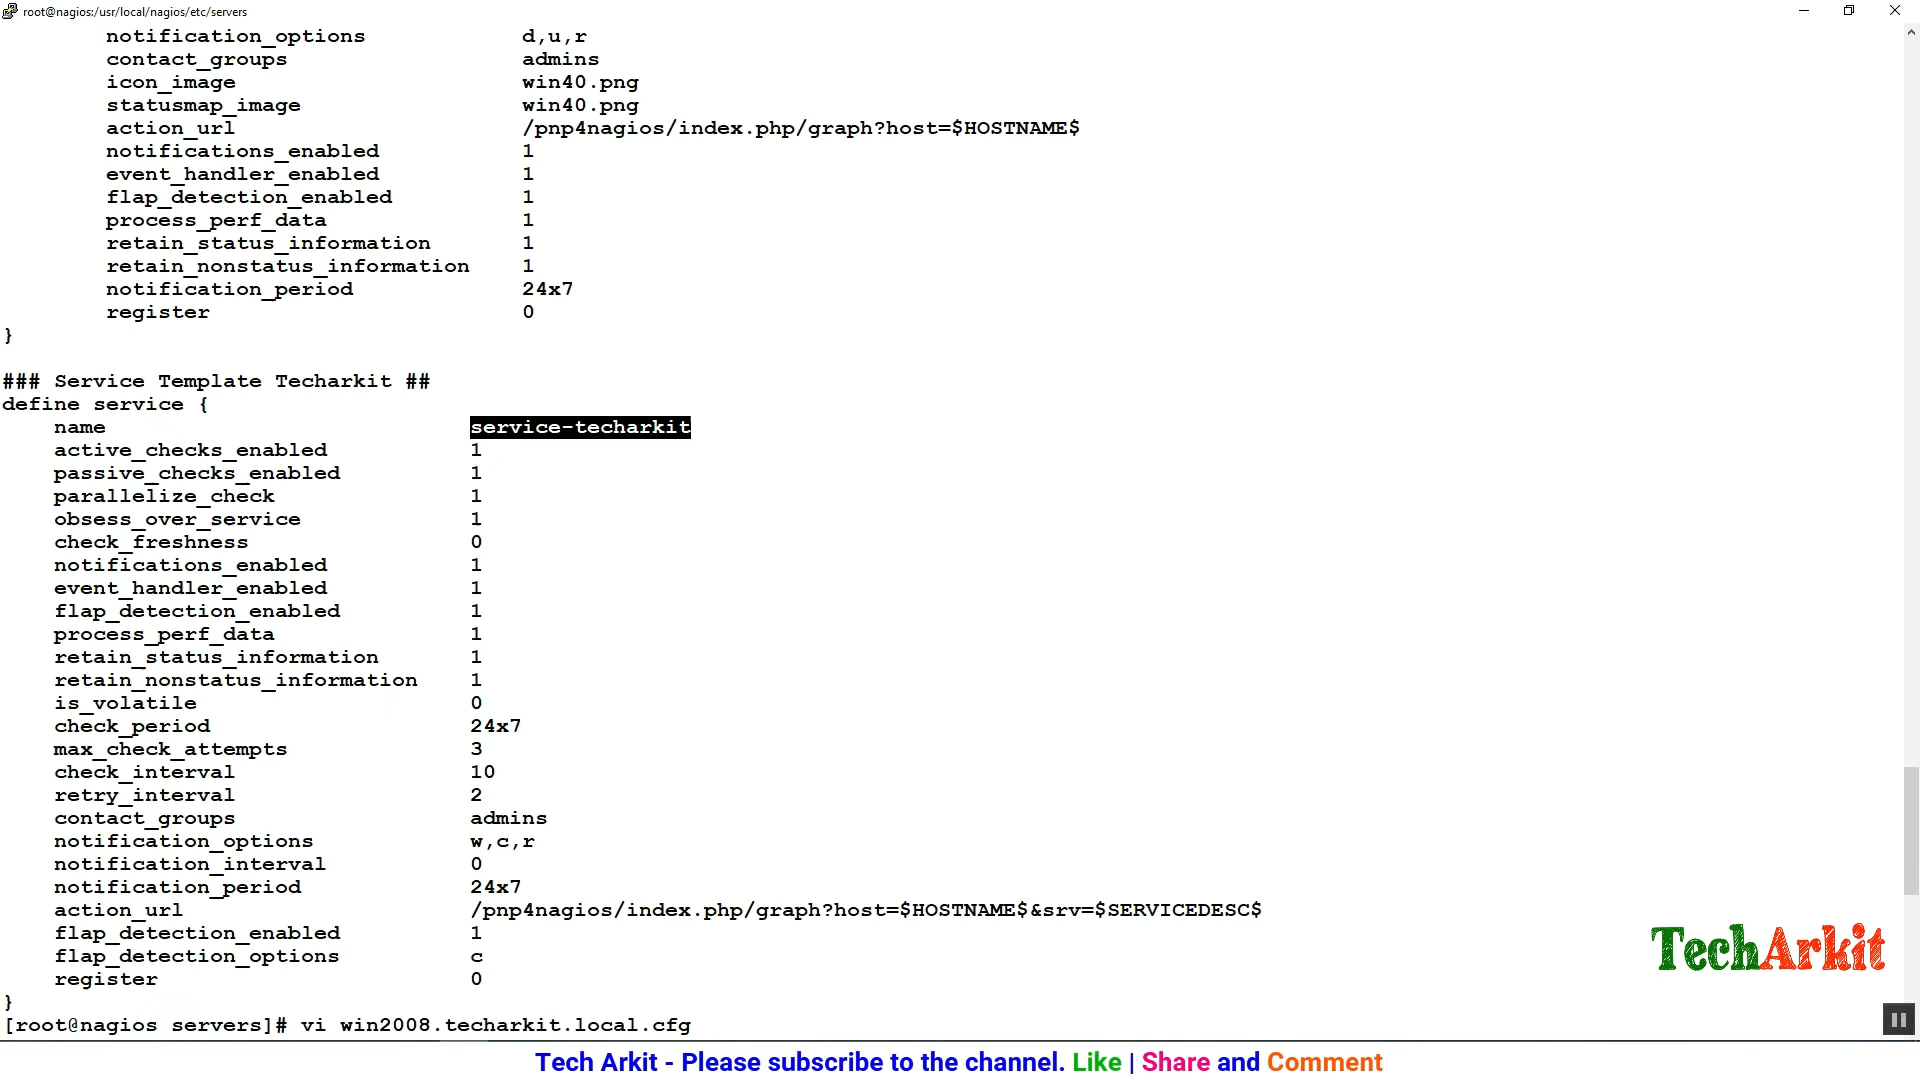 root@nagios:/usr/local/nagios/etc/servers
notification_options d,u,r
contact_groups admins
icon_image win40.png
statusmap_image win40.png
action_url /pnp4nagios/index.php/graph?host=$HOSTNAME$
notifications_enabled 1
event_handler_enabled 1
flap_detection_enabled 1
process_perf_data 1
retain_status_information 1
retain_nonstatus_information 1
notification_period 24x7
register 0
}
### Service Template Techarkit ##
define service {
name service-techarkit
active_checks_enabled 1
passive_checks_enabled 1
parallelize_check 1
obsess_over_service 1
check_freshness 0
notifications_enabled 1
event_handler_enabled 1
flap_detection_enabled 1
process_perf_data 1
retain_status_information 1
retain_nonstatus_information 1
is_volatile 0
check_period 24x7
max_check_attempts 3
check_interval 10
retry_interval 2
contact_groups admins
notification_options w,c,r
notification_interval 0
notification_period 24x7
action_url /pnp4nagios/index.php/graph?host=$HOSTNAME$&srv=$SERVICEDESC$
flap_detection_enabled 1
flap_detection_options c
register 0
}
[root@nagios servers]# vi win2008.techarkit.local.cfg
TechArkit
Tech Arkit - Please subscribe to the channel. Like | Share and Comment